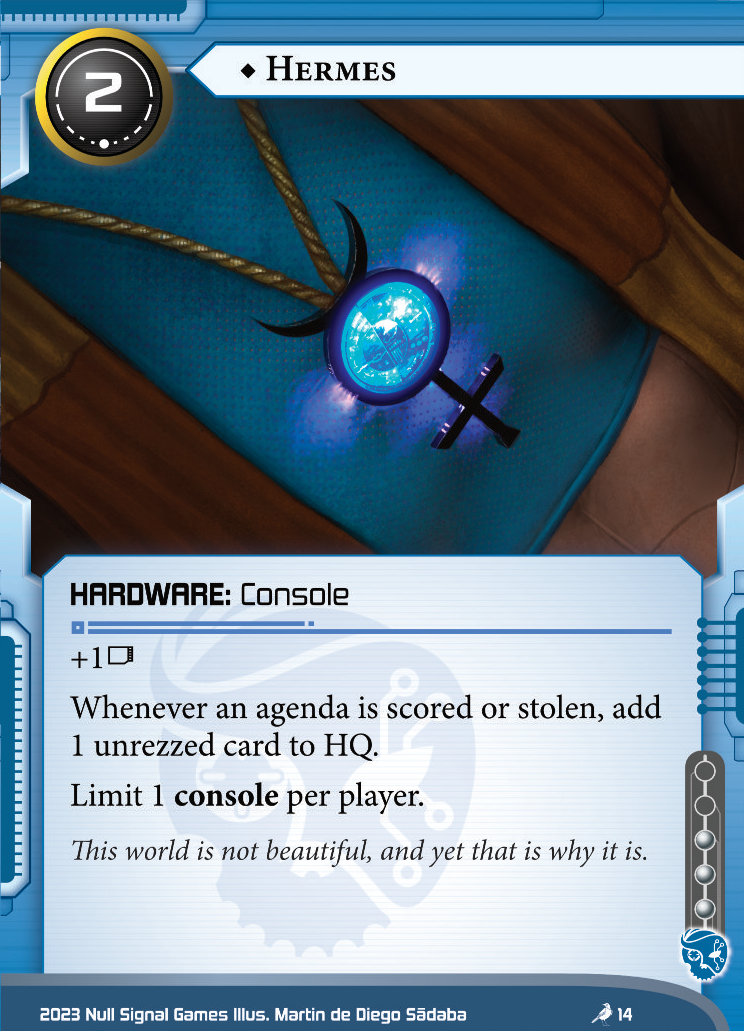 2
◆ HERMES
HARDWARE: Console
+1
Whenever an agenda is scored or stolen, add
1 unrezzed card to HQ.
Limit 1 console per player.
This world is not beautiful, and yet that is why it is.
2023 Null Signal Games Illus. Martin de Diego Sādaba
14